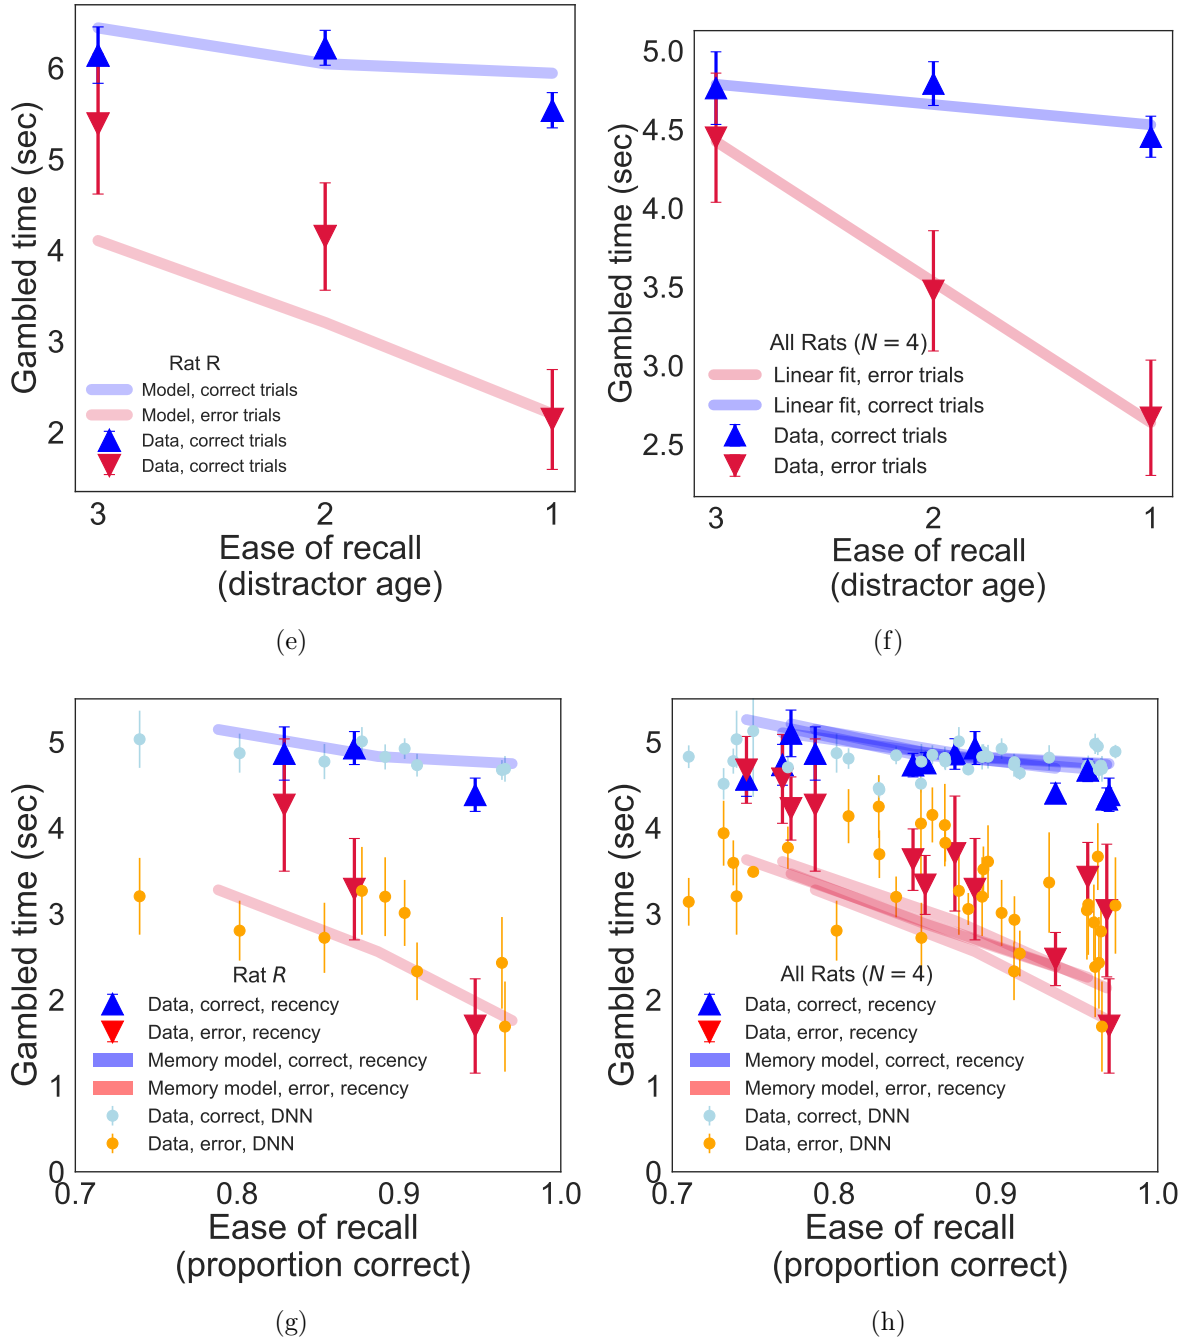 Gambled time (sec)
6
5
4
3
2
Rat R
Model, correct trials
Model, error trials
Data, correct trials
Data, correct trials
3 2 1
Ease of recall
(distractor age)
(e)
Gambled time (sec)
5.0
4.5
4.0
3.5
3.0
2.5
All Rats (N = 4)
Linear fit, error trials
Linear fit, correct trials
Data, correct trials
Data, error trials
3 2 1
Ease of recall
(distractor age)
(f)
Gambled time (sec)
5
4
3
2
1
0
Rat R
Data, correct, recency
Data, error, recency
Memory model, correct, recency
Memory model, error, recency
Data, correct, DNN
Data, error, DNN
0.7 0.8 0.9 1.0
Ease of recall
(proportion correct)
(g)
Gambled time (sec)
5
4
3
2
1
0
All Rats (N = 4)
Data, correct, recency
Data, error, recency
Memory model, correct, recency
Memory model, error, recency
Data, correct, DNN
Data, error, DNN
0.7 0.8 0.9 1.0
Ease of recall
(proportion correct)
(h)